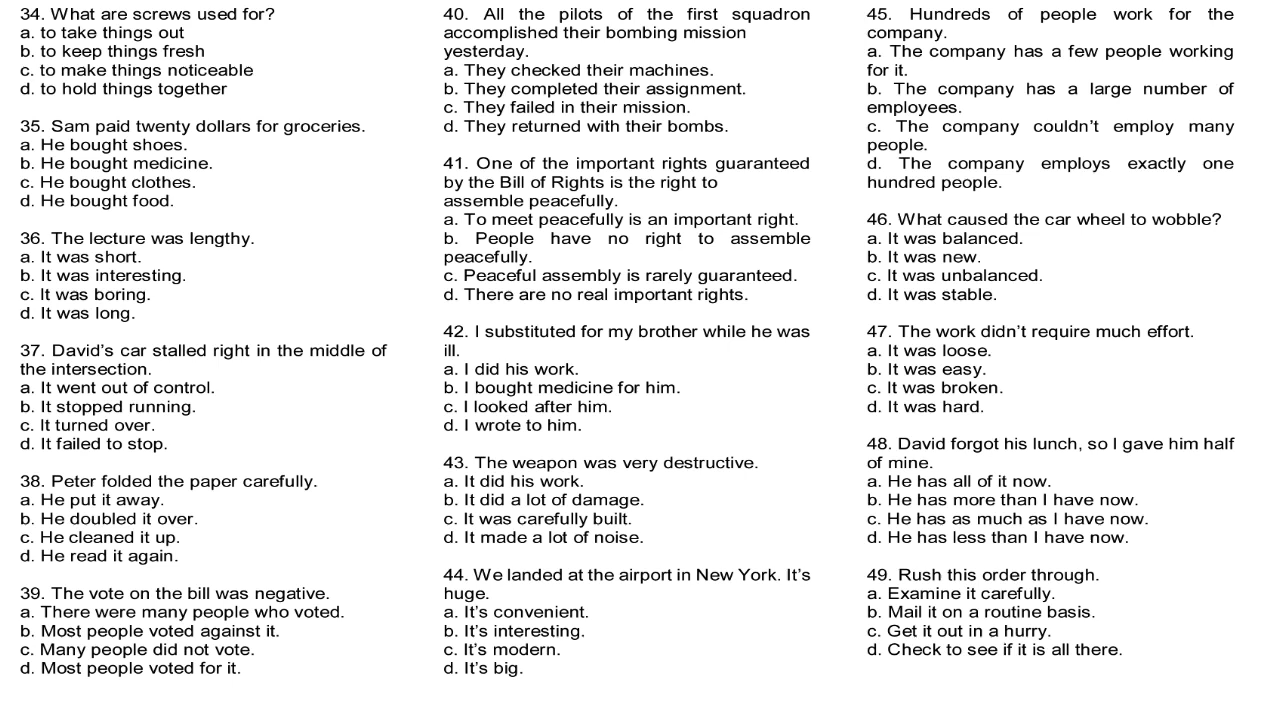 34. What are screws used for?
a. to take things out
b. to keep things fresh
c. to make things noticeable
d. to hold things together
35. Sam paid twenty dollars for groceries.
a. He bought shoes.
b. He bought medicine.
c. He bought clothes.
d. He bought food.
36. The lecture was lengthy.
a. It was short.
b. It was interesting.
c. It was boring.
d. It was long.
37. David’s car stalled right in the middle of
the intersection.
a. It went out of control.
b. It stopped running.
c. It turned over.
d. It failed to stop.
38. Peter folded the paper carefully.
a. He put it away.
b. He doubled it over.
c. He cleaned it up.
d. He read it again.
39. The vote on the bill was negative.
a. There were many people who voted.
b. Most people voted against it.
c. Many people did not vote.
d. Most people voted for it.
40. All the pilots of the first squadron
accomplished their bombing mission
yesterday.
a. They checked their machines.
b. They completed their assignment.
c. They failed in their mission.
d. They returned with their bombs.
41. One of the important rights guaranteed
by the Bill of Rights is the right to
assemble peacefully.
a. To meet peacefully is an important right.
b. People have no right to assemble
peacefully.
c. Peaceful assembly is rarely guaranteed.
d. There are no real important rights.
42. I substituted for my brother while he was
ill.
a. I did his work.
b. I bought medicine for him.
c. I looked after him.
d. I wrote to him.
43. The weapon was very destructive.
a. It did his work.
b. It did a lot of damage.
c. It was carefully built.
d. It made a lot of noise.
44. We landed at the airport in New York. It’s
huge.
a. It’s convenient.
b. It’s interesting.
c. It’s modern.
d. It’s big.
45. Hundreds of people work for the
company.
a. The company has a few people working
for it.
b. The company has a large number of
employees.
c. The company couldn’t employ many
people.
d. The company employs exactly one
hundred people.
46. What caused the car wheel to wobble?
a. It was balanced.
b. It was new.
c. It was unbalanced.
d. It was stable.
47. The work didn’t require much effort.
a. It was loose.
b. It was easy.
c. It was broken.
d. It was hard.
48. David forgot his lunch, so I gave him half
of mine.
a. He has all of it now.
b. He has more than I have now.
c. He has as much as I have now.
d. He has less than I have now.
49. Rush this order through.
a. Examine it carefully.
b. Mail it on a routine basis.
c. Get it out in a hurry.
d. Check to see if it is all there.